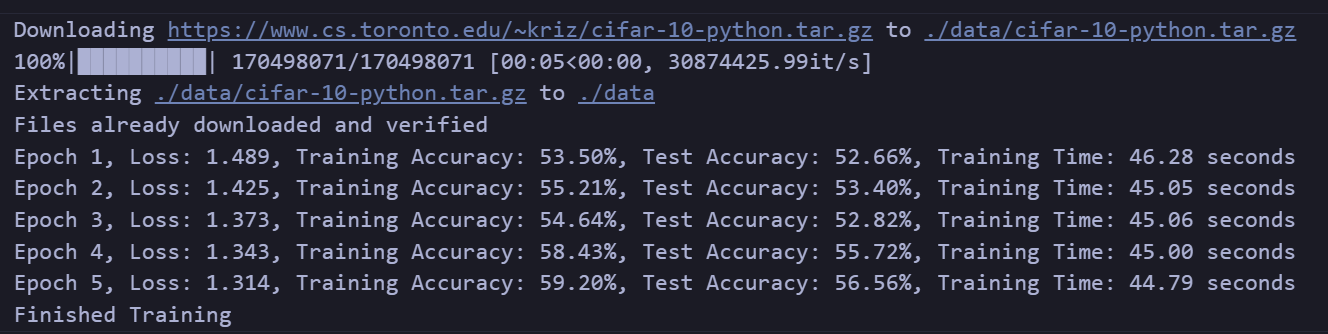 Downloading https://www.cs.toronto.edu/~kriz/cifar-10-python.tar.gz to ./data/cifar-10-python.tar.gz
100%|██████████| 170498071/170498071 [00:05<00:00, 30874425.99it/s]
Extracting ./data/cifar-10-python.tar.gz to ./data
Files already downloaded and verified
Epoch 1, Loss: 1.489, Training Accuracy: 53.50%, Test Accuracy: 52.66%, Training Time: 46.28 seconds
Epoch 2, Loss: 1.425, Training Accuracy: 55.21%, Test Accuracy: 53.40%, Training Time: 45.05 seconds
Epoch 3, Loss: 1.373, Training Accuracy: 54.64%, Test Accuracy: 52.82%, Training Time: 45.06 seconds
Epoch 4, Loss: 1.343, Training Accuracy: 58.43%, Test Accuracy: 55.72%, Training Time: 45.00 seconds
Epoch 5, Loss: 1.314, Training Accuracy: 59.20%, Test Accuracy: 56.56%, Training Time: 44.79 seconds
Finished Training